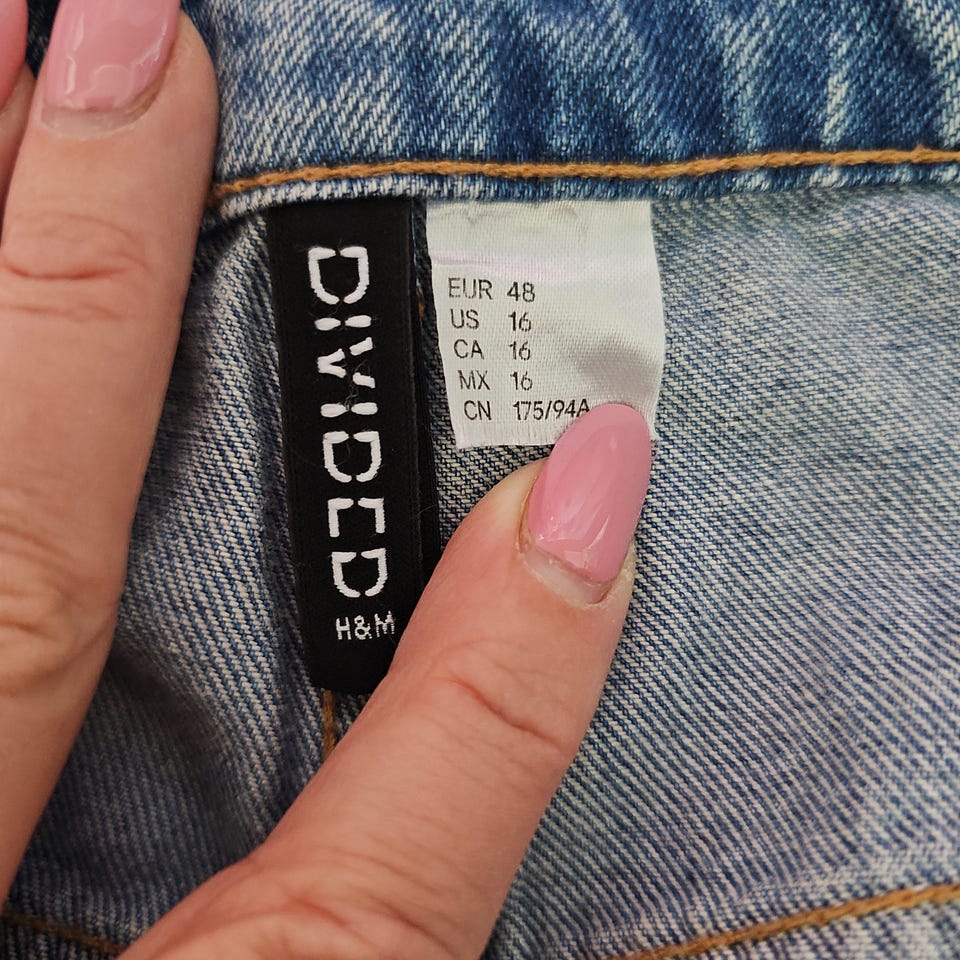 DIVIDED
H&M
EUR 48
US 16
CA 16
MX 16
CN 175/94A